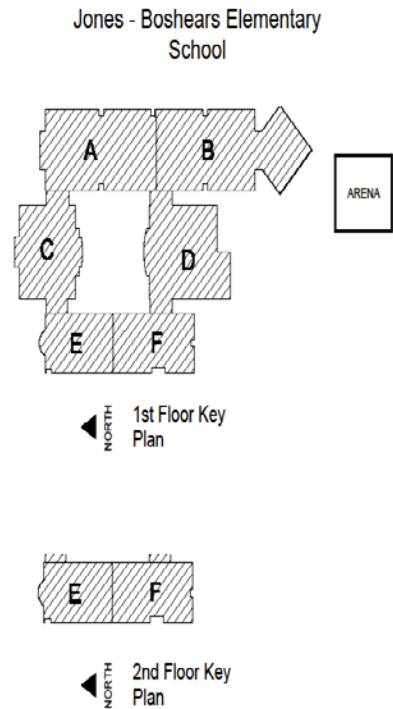 Jones - Boshears Elementary
School
A
B
ARENA
C
D
E
F
NORTH
1st Floor Key
Plan
E
F
NORTH
2nd Floor Key
Plan